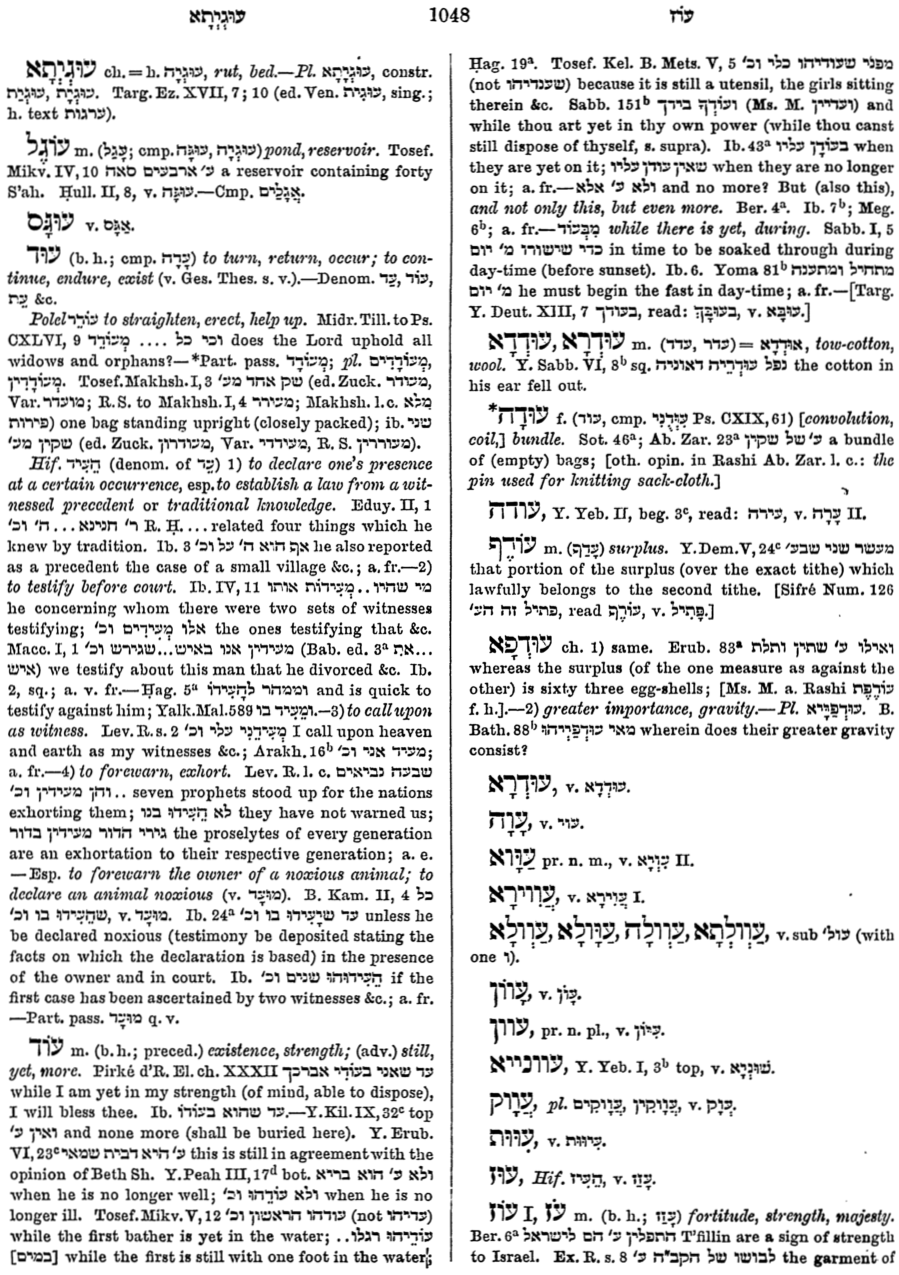 עוּגְיְתָא 1048 עוֹז
עוּגְיְתָא ch. = h. עוּגְיָה, rut, bed.—Pl. עוּגְיָתָא, constr.
עוּגְיַת, עוּגְיָת. Targ. Ez. XVII, 7; 10 (ed. Ven. עוּגְיַת, sing.;
h. text ערגות).
עוֹגֶל m. (עָגַל; cmp. עוּגָה, עוּגְיָה) pond, reservoir. Tosef.
Mikv. IV, 10 ע׳ ארבעים סאה a reservoir containing forty
S'ah. Ḥull. II, 8, v. עוּגָה.—Cmp. אֲגָלִים.
עוּגָּס v. אַגָּס.
עוּד (b. h.; cmp. עָדָה) to turn, return, occur; to con-
tinue, endure, exist (v. Ges. Thes. s. v.).—Denom. עַד, עוֹד,
עֵת &c.
Polel עוֹדֵד to straighten, erect, help up. Midr. Till. to Ps.
CXLVI, 9 וכי כל .... מְעוֹדֵד does the Lord uphold all
widows and orphans?—*Part. pass. מְעוֹדָד; pl. מְעוֹדָדִים,
מְעוֹדָדִין. Tosef. Makhsh. I, 3 שק אחד מע׳ (ed. Zuck. מעודר,
Var. מועדר; R. S. to Makhsh. I, 4 מעורר; Makhsh. l. c. מְלֵא
פירות) one bag standing upright (closely packed); ib. שני
שקין מע׳ (ed. Zuck. מעודרון, Var. מעודדי, R. S. מעוררין).
Hif. הֵעִיד (denom. of עֵד) 1) to declare one's presence
at a certain occurrence, esp. to establish a law from a wit-
nessed precedent or traditional knowledge. Eduy. II, 1
ר׳ חנינא ... ה׳ וכ׳ R. Ḥ. ... related four things which he
knew by tradition. Ib. 3 אף הוא ה׳ על וכ׳ he also reported
as a precedent the case of a small village &c.; a. fr.—2)
to testify before court. Ib. IV, 11 מי שהיו .. מְעִידוֹת אותו
he concerning whom there were two sets of witnesses
testifying; אלו מְעִידִים וכ׳ the ones testifying that &c.
Macc. I, 1 מעידין אנו באיש...שגירש וכ׳ (Bab. ed. 3ᵃ את...
איש) we testify about this man that he divorced &c. Ib.
2, sq.; a. v. fr.—Ḥag. 5ᵃ וממהר לְהָעִידוֹ and is quick to
testify against him; Yalk. Mal. 589 ומֵעִיד בו.—3) to call upon
as witness. Lev. R. s. 2 מֵעִידֵנִי עלי וכ׳ I call upon heaven
and earth as my witnesses &c.; Arakh. 16ᵇ מעיד אני וכ׳;
a. fr.—4) to forewarn, exhort. Lev. R. l. c. שבעה נביאים
.. והן מעידין וכ׳ seven prophets stood up for the nations
exhorting them; לא הֵעִידוּ בנו they have not warned us;
גירי הדור מעידין בדור the proselytes of every generation
are an exhortation to their respective generation; a. e.
—Esp. to forewarn the owner of a noxious animal; to
declare an animal noxious (v. מוּעָד). B. Kam. II, 4 כל
שהֵעִידוּ בו וכ׳, v. מוּעָד. Ib. 24ᵃ עד שיָעִידוּ בו וכ׳ unless he
be declared noxious (testimony be deposited stating the
facts on which the declaration is based) in the presence
of the owner and in court. Ib. הֵעִידוּהוּ שנים וכ׳ if the
first case has been ascertained by two witnesses &c.; a. fr.
—Part. pass. מוּעָד q. v.
עוֹד m. (b. h.; preced.) existence, strength; (adv.) still,
yet, more. Pirké d'R. El. ch. XXXII עד שאני בעוֹדִי אברכך
while I am yet in my strength (of mind, able to dispose),
I will bless thee. Ib. עד שהוא בעוֹדוֹ.—Y. Kil. IX, 32ᶜ top
ואין ע׳ and none more (shall be buried here). Y. Erub.
VI, 23ᶜ ע׳ היא דבית שמאי this is still in agreement with the
opinion of Beth Sh. Y. Peah III, 17ᵈ bot. ולא ע׳ הוא בריא
when he is no longer well; ולא עוֹדֵהוּ וכ׳ when he is no
longer ill. Tosef. Mikv. V, 12 עודהו הראשון וכ׳ (not עדיהו)
while the first bather is yet in the water; עוֹדֵיהוּ רגלו..
[במים] while the first is still with one foot in the water;
Ḥag. 19ᵃ. Tosef. Kel. B. Mets. V, 5 מפני שעודיהו כלי וכ׳
(not שענדיהו) because it is still a utensil, the girls sitting
therein &c. Sabb. 151ᵇ ועוֹדְךָ בידך (Ms. M. ועדיין) and
while thou art yet in thy own power (while thou canst
still dispose of thyself, s. supra). Ib. 43ᵃ בעוֹדָן עליו when
they are yet on it; שאין עודן עליו when they are no longer
on it; a. fr.—ולא ע׳ אלא and no more? But (also this),
and not only this, but even more. Ber. 4ᵃ. Ib. 7ᵇ; Meg.
6ᵇ; a. fr.—מִבְּעוֹד while there is yet, during. Sabb. I, 5
כדי שישורו מ׳ יום in time to be soaked through during
day-time (before sunset). Ib. 6. Yoma 81ᵇ מתחיל ומתענה
מ׳ יום he must begin the fast in day-time; a. fr.—[Targ.
Y. Deut. XIII, 7 בעודך, read: בעוּבָּךְ, v. עוּבָּא.]
עוּדְּדָא, עוּדְרָא m. (עדר, עדד) = אוּדְּרָא, tow-cotton,
wool. Y. Sabb. VI, 8ᵇ sq. נפל עוּדְרֵיה דאוניה the cotton in
his ear fell out.
*עוֹדָה f. (עוד, cmp. עִוְּדֻנִי Ps. CXIX, 61) [convolution,
coil,] bundle. Sot. 46ᵃ; Ab. Zar. 23ᵃ ע׳ של שקין a bundle
of (empty) bags; [oth. opin. in Rashi Ab. Zar. l. c.: the
pin used for knitting sack-cloth.]
עודה, Y. Yeb. II, beg. 3ᶜ, read: עירה, v. עָרָה II.
עוֹדֶף m. (עָדַף) surplus. Y. Dem. V, 24ᶜ מעשר שני שבע׳
that portion of the surplus (over the exact tithe) which
lawfully belongs to the second tithe. [Sifré Num. 126
פתיל זה הע׳, read עוֹרֶף, v. פָּתִיל.]
עוּדְפָא ch. 1) same. Erub. 83ᵃ ואילו ע׳ שתין ותלת
whereas the surplus (of the one measure as against the
other) is sixty three egg-shells; [Ms. M. a. Rashi עוֹדֶפֶת
f. h.].—2) greater importance, gravity.—Pl. עוּדְפַיָּיא. B.
Bath. 88ᵇ מאי עוּדְפַיְיהוּ wherein does their greater gravity
consist?
עוּדְרָא, v. עוּדְּדָא.
עָוָה, v. עוי.
עַוָּוא pr. n. m., v. עִוְיָא II.
עֲוִוירָא, v. עֲוִירָא I.
עַוְולְתָא, עַוְולָה, עַוָּולָא, עַוְולָא, v. sub עול׳ (with
one ו).
עָוֹון, v. עָוֹן.
עווין, pr. n. pl., v. עִיּוֹן.
עוונייא, Y. Yeb. I, 3ᵇ top, v. שׁוּנְיָא.
עֲוָוק, pl. עֲוָוקִין, עֲוָוקִים, v. עָוָק.
עִוּוּת, v. עִיוּוּת.
עוּז, Hif. הֵעִיז, v. עָזַז.
עוֹז I, עֹז m. (b. h.; עָזַז) fortitude, strength, majesty.
Ber. 6ᵃ התפלין ע׳ הם לישראל T'fillin are a sign of strength
to Israel. Ex. R. s. 8 לבושו של הקב״ה ע׳ the garment of